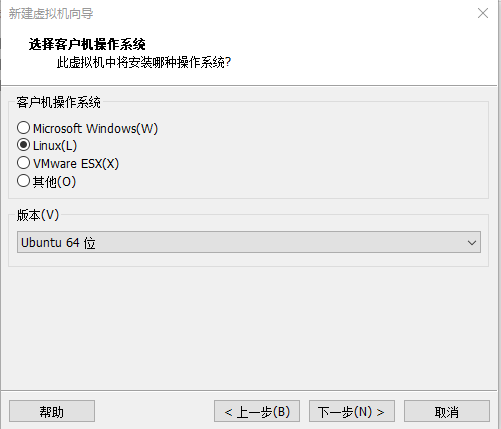 新建虚拟机向导
选择客户机操作系统
此虚拟机中将安装哪种操作系统?
客户机操作系统
Microsoft Windows(W)
Linux(L)
VMware ESX(X)
其他(O)
版本(V)
Ubuntu 64 位
帮助
< 上一步(B)
下一步(N) >
取消